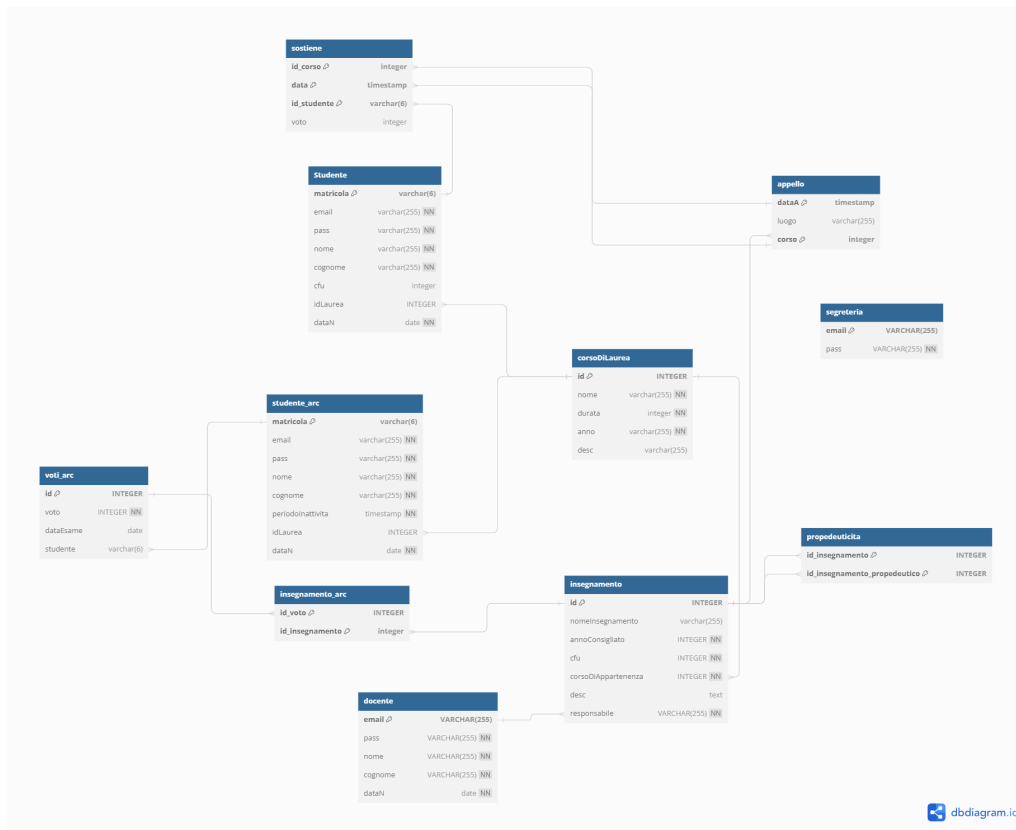 sostiene
id_corso integer
data timestamp
id_studente varchar(6)
voto integer
Studente
matricola varchar(6)
email varchar(255) NN
pass varchar(255) NN
nome varchar(255) NN
cognome varchar(255) NN
cfu integer
idLaurea INTEGER
dataN date NN
appello
dataA timestamp
luogo varchar(255)
corso integer
segreteria
email VARCHAR(255)
pass VARCHAR(255) NN
corsoDiLaurea
id INTEGER
nome varchar(255) NN
durata integer NN
anno varchar(255) NN
desc varchar(255)
studente_arc
matricola varchar(6)
email varchar(255) NN
pass varchar(255) NN
nome varchar(255) NN
cognome varchar(255) NN
periodoInattivita timestamp NN
idLaurea INTEGER
dataN date NN
voti_arc
id INTEGER
voto INTEGER NN
dataEsame date
studente varchar(6)
propedeuticita
id_insegnamento INTEGER
id_insegnamento_propedeutico INTEGER
insegnamento_arc
id_voto INTEGER
id_insegnamento integer
insegnamento
id INTEGER
nomeInsegnamento varchar(255)
annoConsigliato INTEGER NN
cfu INTEGER NN
corsoDiAppartenenza INTEGER NN
desc text
responsabile VARCHAR(255) NN
docente
email VARCHAR(255)
pass VARCHAR(255) NN
nome VARCHAR(255) NN
cognome VARCHAR(255) NN
dataN date NN
dbdiagram.io